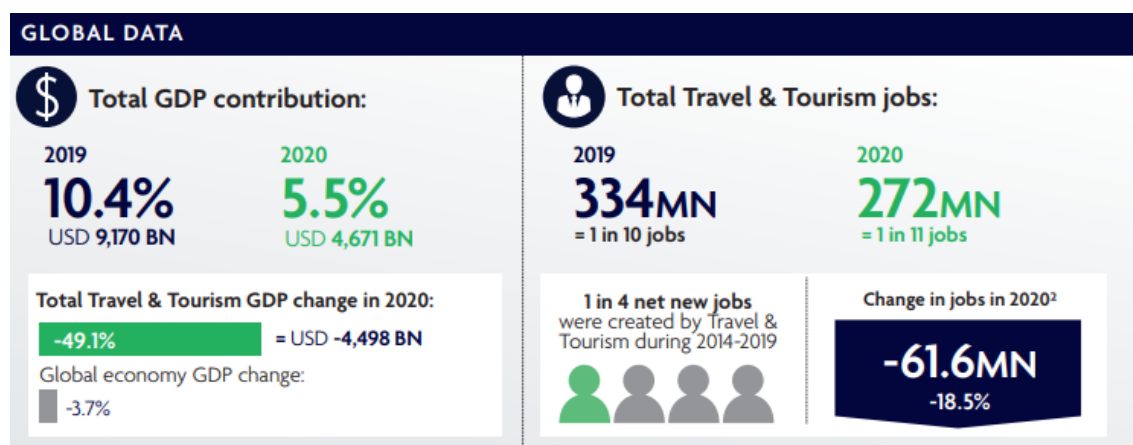 GLOBAL DATA
$
Total GDP contribution:
2019
10.4%
USD 9,170 BN
2020
5.5%
USD 4,671 BN
Total Travel & Tourism GDP change in 2020:
-49.1%
= USD -4,498 BN
Global economy GDP change:
-3.7%
Total Travel & Tourism jobs:
2019
334MN
= 1 in 10 jobs
2020
272MN
= 1 in 11 jobs
1 in 4 net new jobs
were created by Travel &
Tourism during 2014-2019
Change in jobs in 2020²
-61.6MN
-18.5%